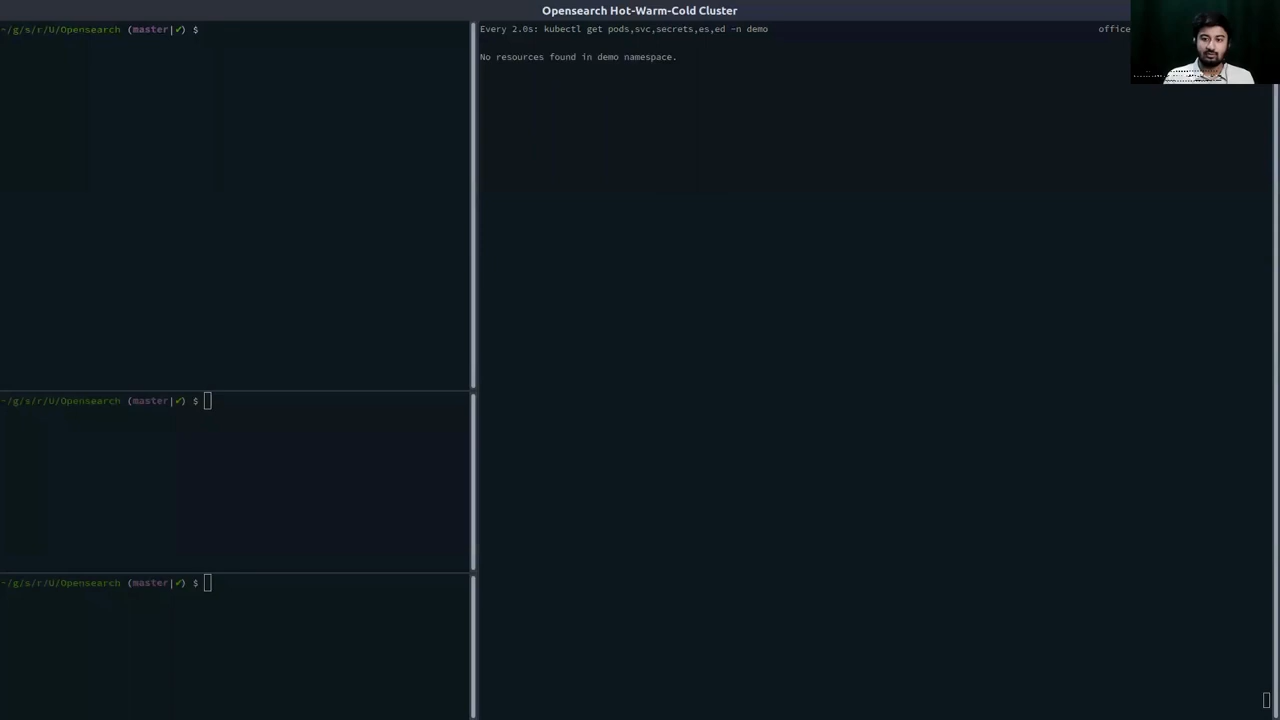 Opensearch Hot-Warm-Cold Cluster
~/g/s/r/U/Opensearch (master|✔) $
Every 2.0s: kubectl get pods,svc,secrets,es,ed -n demo
office
No resources found in demo namespace.
~/g/s/r/U/Opensearch (master|✔) $
~/g/s/r/U/Opensearch (master|✔) $